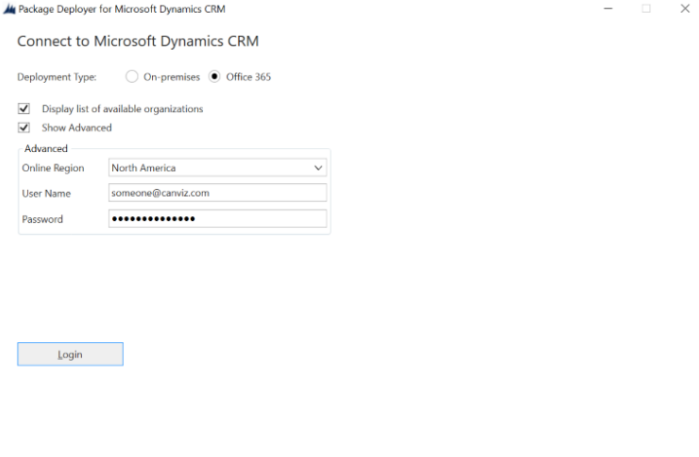 Package Deployer for Microsoft Dynamics CRM
Connect to Microsoft Dynamics CRM
Deployment Type: On-premises Office 365
Display list of available organizations
Show Advanced
Advanced
Online Region North America
User Name someone@canviz.com
Password ••••••••••••••
Login